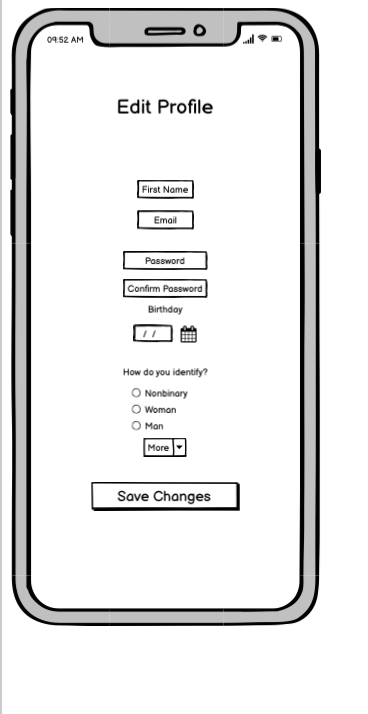 09:52 AM
Edit Profile
First Name
Email
Password
Confirm Password
Birthday
/ /
How do you identify?
Nonbinary
Woman
Man
More
Save Changes